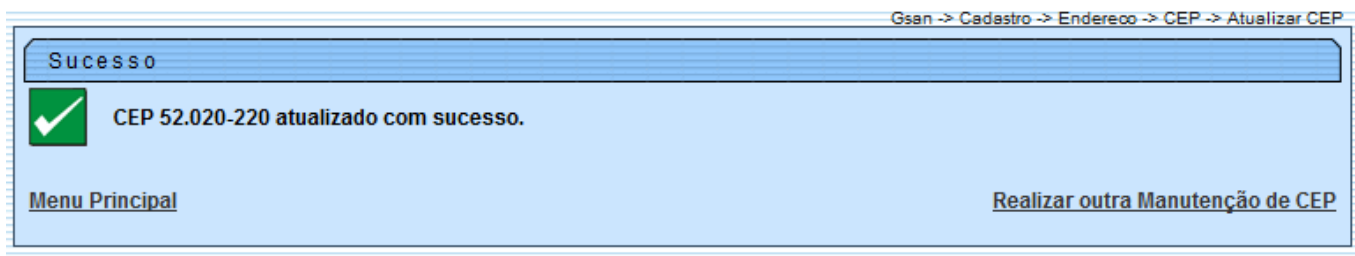 Gsan -> Cadastro -> Endereco -> CEP -> Atualizar CEP
Sucesso
CEP 52.020-220 atualizado com sucesso.
Menu Principal
Realizar outra Manutenção de CEP